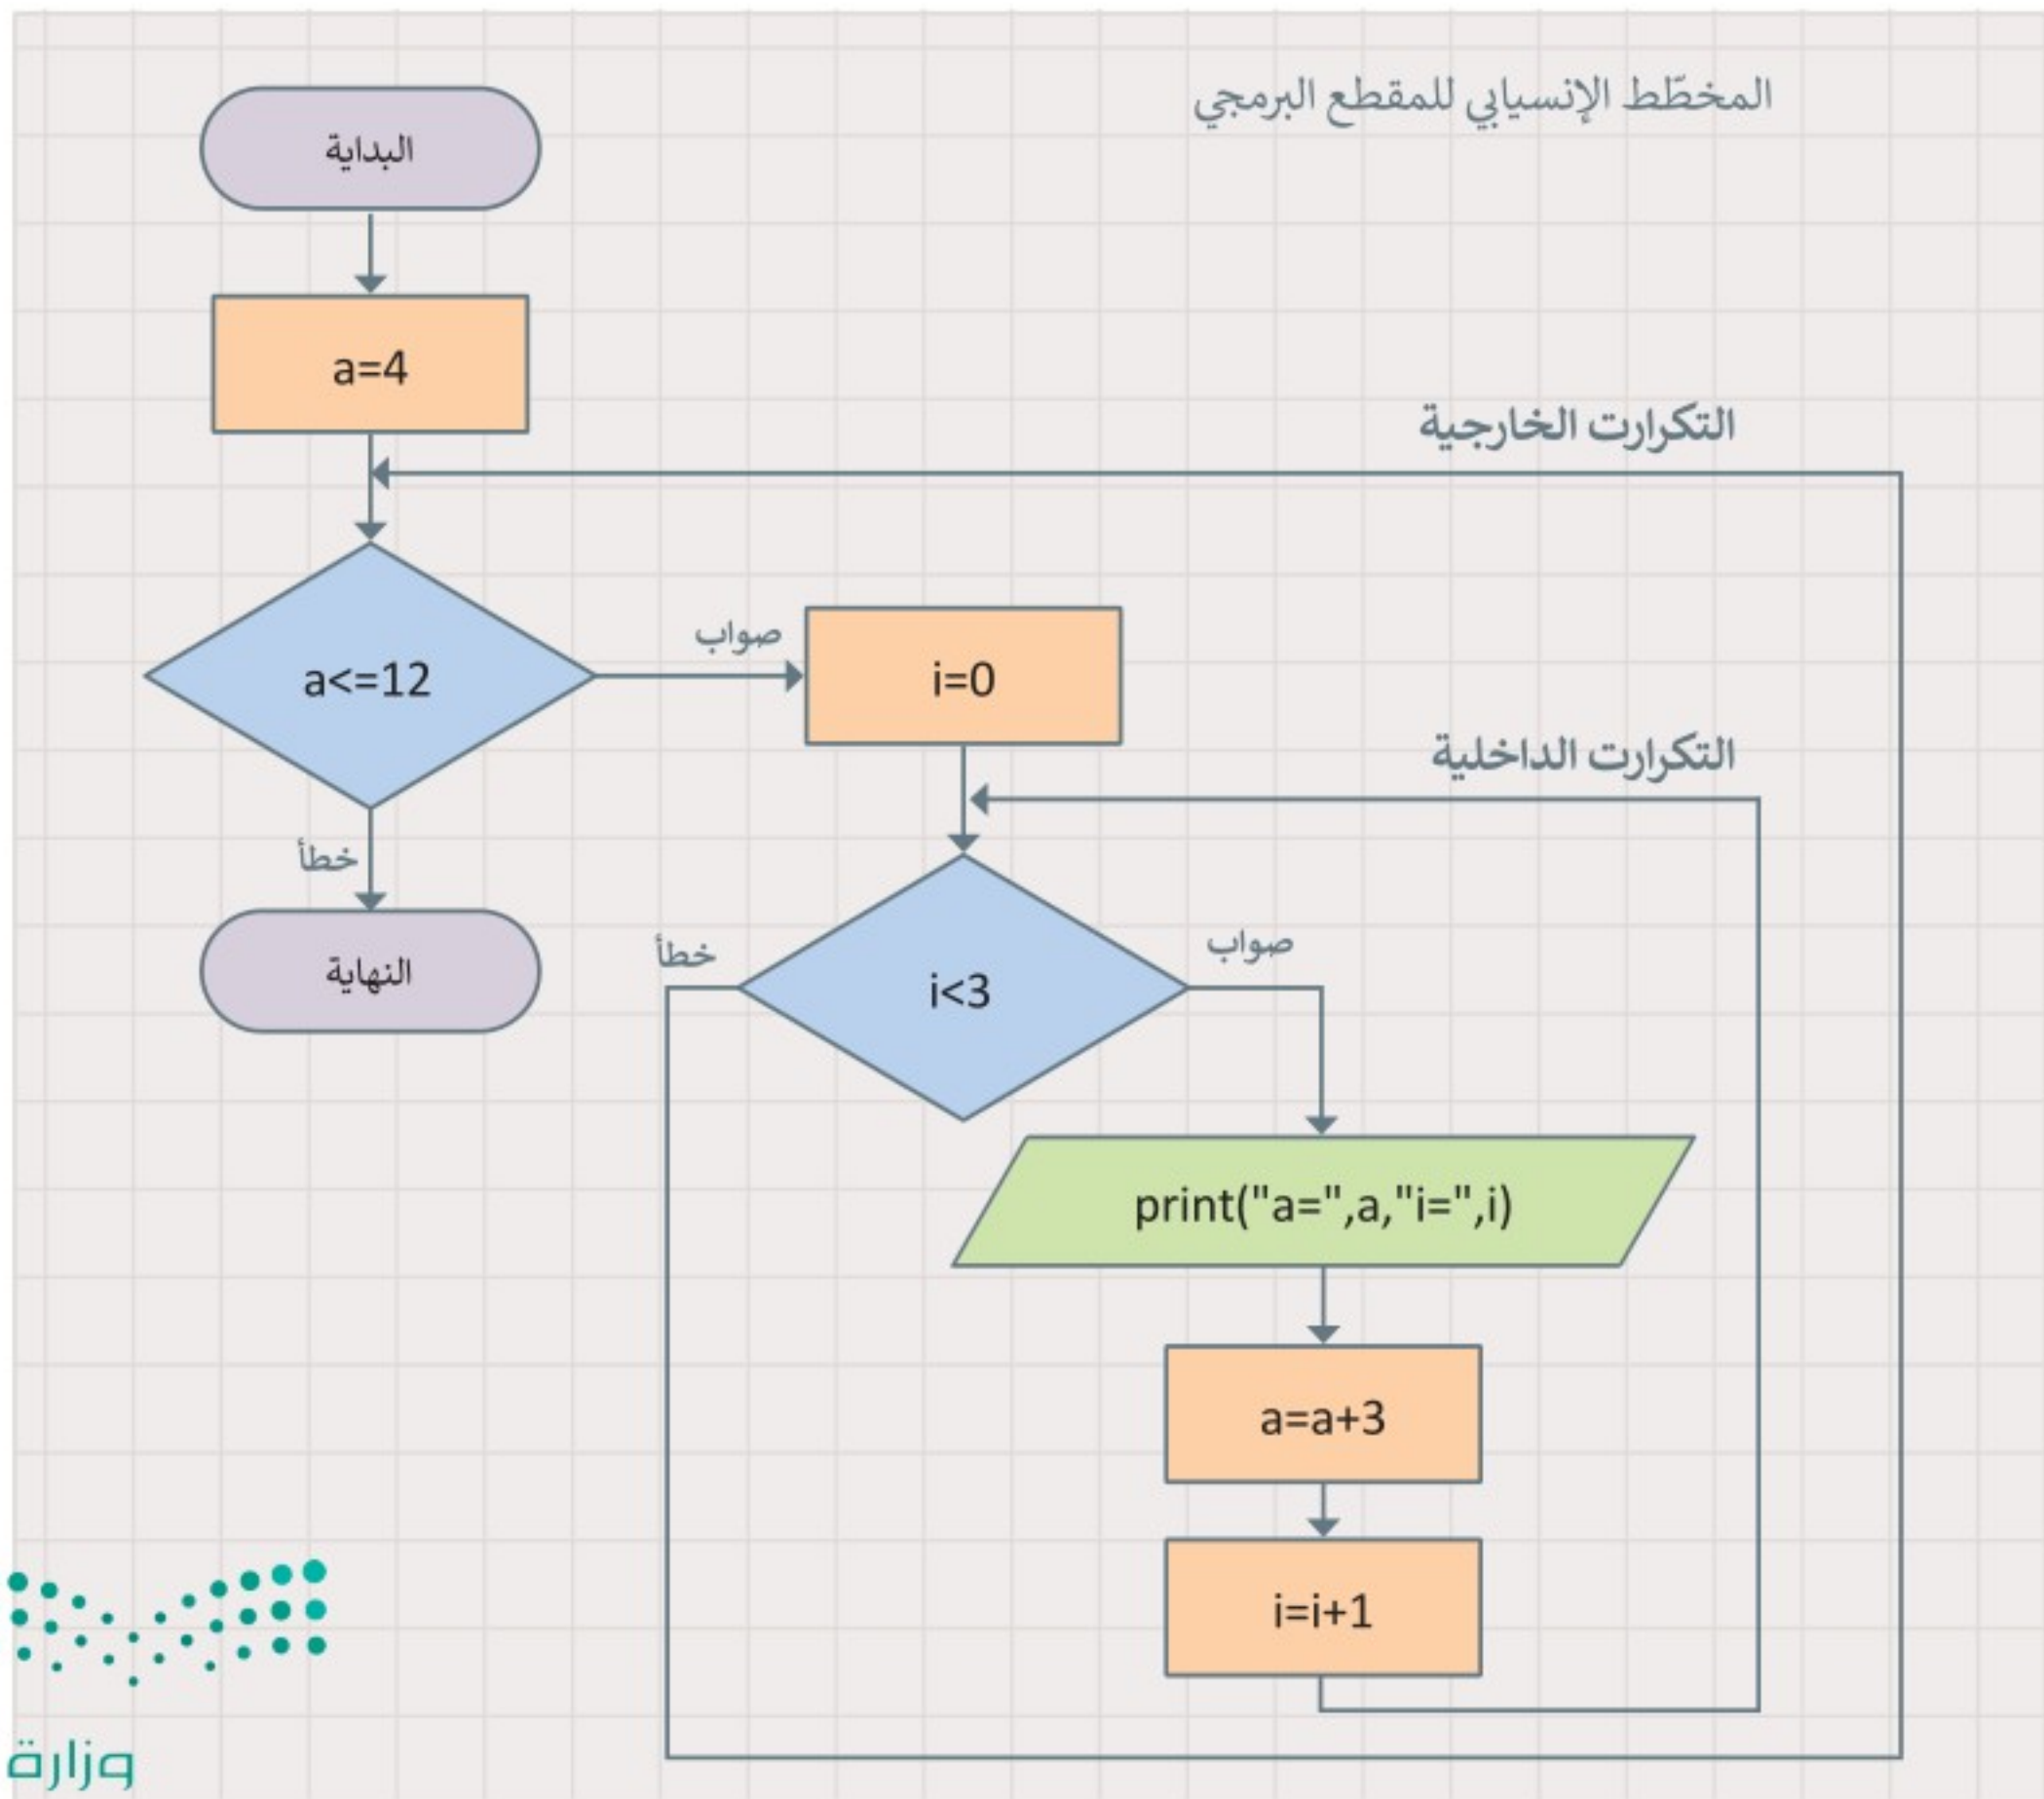 المخطّط الإنسيابي للمقطع البرمجي
البداية
a=4
التكرارت الخارجية
a<=12
صواب
i=0
خطأ
النهاية
التكرارت الداخلية
i<3
صواب
خطأ
print("a=",a,"i=",i)
a=a+3
i=i+1
وزارة